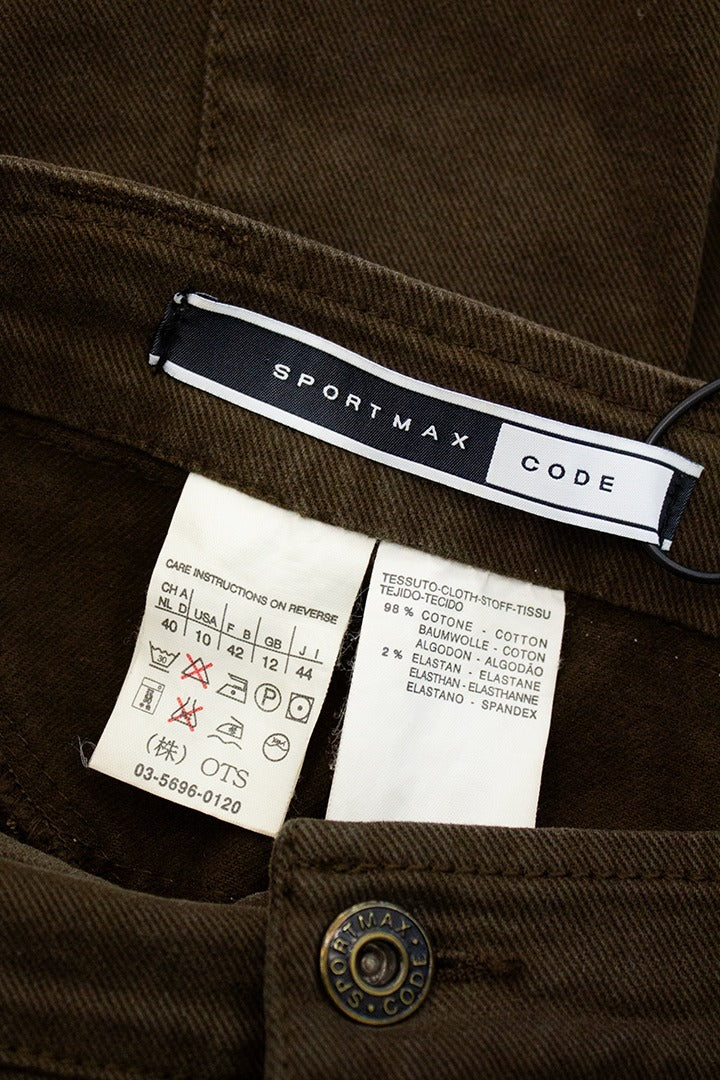 SPORTMAX CODE
CARE INSTRUCTIONS ON REVERSE
CH A
NL D USA F B GB J I
40 10 42 12 44
30
P
(株) OTS
03-5696-0120
TESSUTO-CLOTH-STOFF-TISSU
TEJIDO-TECIDO
98 % COTONE - COTTON
BAUMWOLLE - COTON
ALGODON - ALGODÃO
2 % ELASTAN - ELASTANE
ELASTHAN - ELASTHANNE
ELASTANO - SPANDEX
SPORTMAX • CODE •